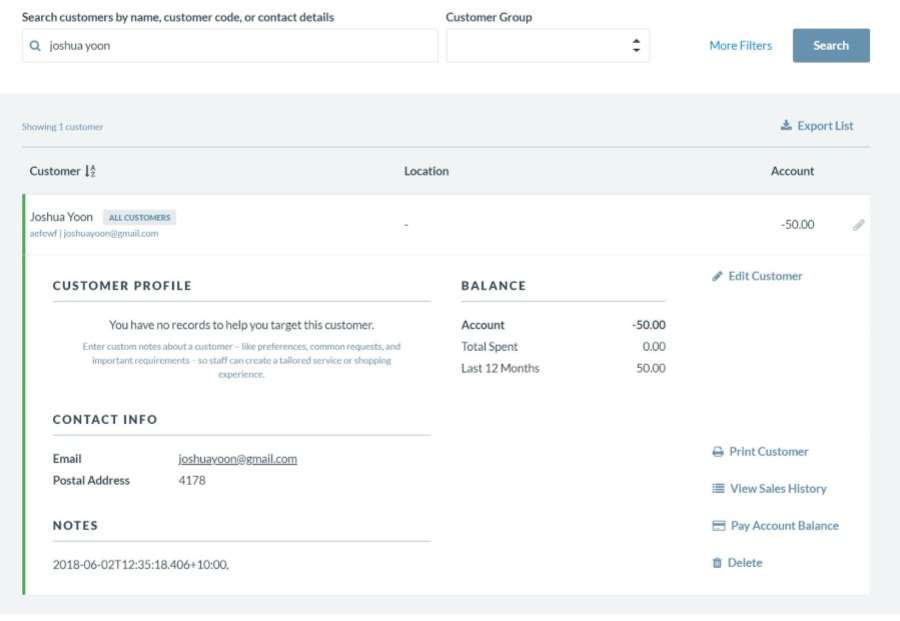 Search customers by name, customer code, or contact details
Customer Group
joshua yoon
More Filters
Search
Showing 1 customer
Export List
Customer
Location
Account
Joshua Yoon ALL CUSTOMERS
aefewf | joshuayoon@gmail.com
-
-50.00
CUSTOMER PROFILE
You have no records to help you target this customer.
Enter custom notes about a customer – like preferences, common requests, and
important requirements – so staff can create a tailored service or shopping
experience.
BALANCE
Account -50.00
Total Spent 0.00
Last 12 Months 50.00
Edit Customer
CONTACT INFO
Email joshuayoon@gmail.com
Postal Address 4178
NOTES
2018-06-02T12:35:18.406+10:00,
Print Customer
View Sales History
Pay Account Balance
Delete